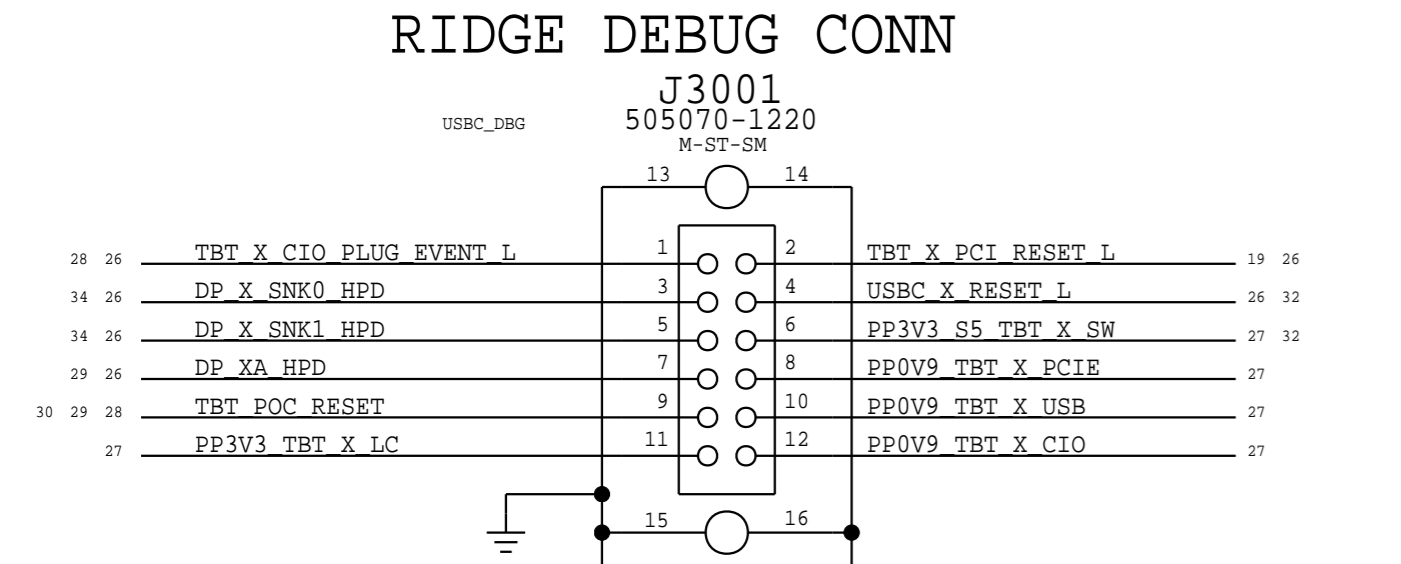 RIDGE DEBUG CONN
J3001
USBC_DBG 505070-1220
M-ST-SM
13 14
28 26 TBT_X_CIO_PLUG_EVENT_L 1 2 TBT_X_PCI_RESET_L 19 26
34 26 DP_X_SNK0_HPD 3 4 USBC_X_RESET_L 26 32
34 26 DP_X_SNK1_HPD 5 6 PP3V3_S5_TBT_X_SW 27 32
29 26 DP_XA_HPD 7 8 PP0V9_TBT_X_PCIE 27
30 29 28 TBT_POC_RESET 9 10 PP0V9_TBT_X_USB 27
27 PP3V3_TBT_X_LC 11 12 PP0V9_TBT_X_CIO 27
15 16